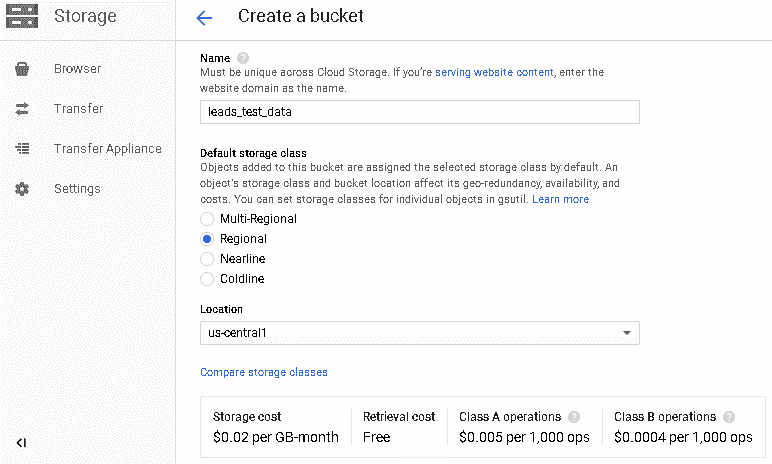 Storage
Create a bucket
Browser
Transfer
Transfer Appliance
Settings
Name
Must be unique across Cloud Storage. If you're serving website content, enter the
website domain as the name.
leads_test_data
Default storage class
Objects added to this bucket are assigned the selected storage class by default. An
object's storage class and bucket location affect its geo-redundancy, availability, and
costs. You can set storage classes for individual objects in gsutil. Learn more
Multi-Regional
Regional
Nearline
Coldline
Location
us-central1
Compare storage classes
Storage cost Retrieval cost Class A operations Class B operations
$0.02 per GB-month Free $0.005 per 1,000 ops $0.0004 per 1,000 ops